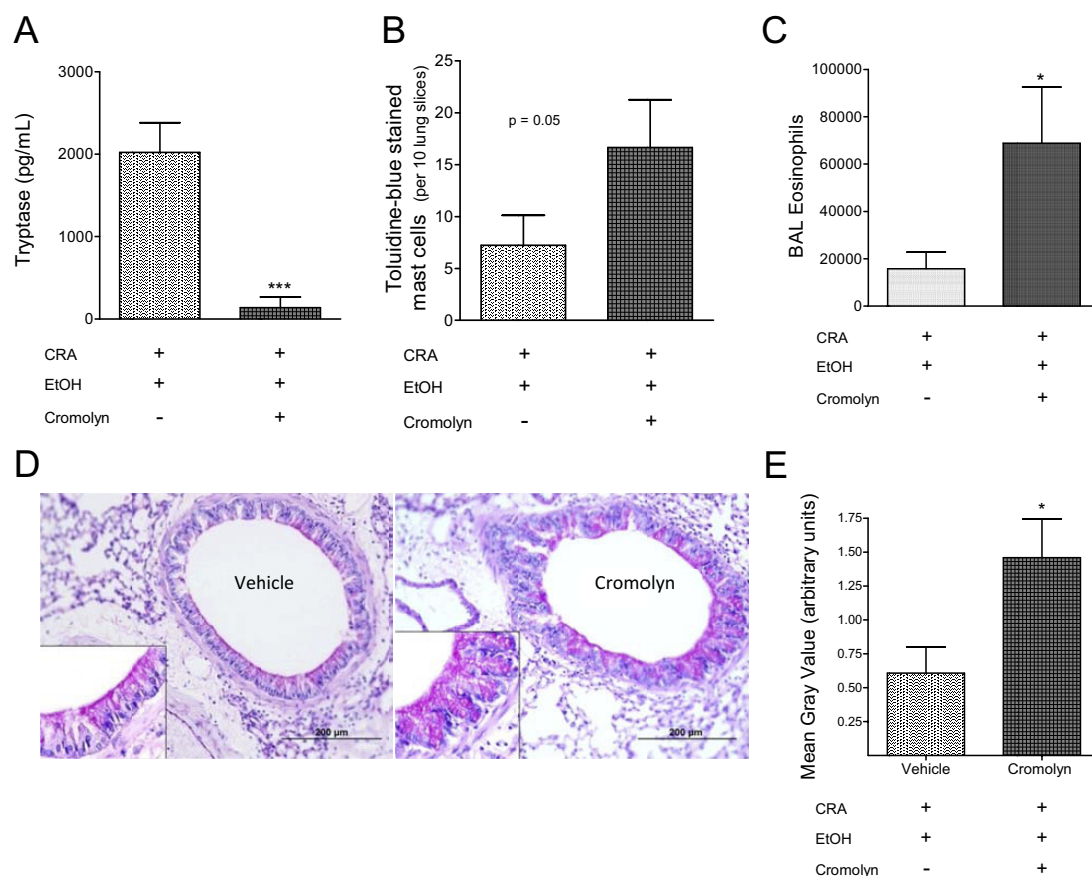 A
Tryptase (pg/mL)
3000
2000
1000
0
***
CRA + +
EtOH + +
Cromolyn - +
B
Toluidine-blue stained
mast cells (per 10 lung slices)
25
20
15
10
5
0
p = 0.05
CRA + +
EtOH + +
Cromolyn - +
C
BAL Eosinophils
100000
80000
60000
40000
20000
0
*
CRA + +
EtOH + +
Cromolyn - +
D
Vehicle
200 µm
Cromolyn
200 µm
E
Mean Gray Value (arbitrary units)
1.75
1.50
1.25
1.00
0.75
0.50
0.25
*
Vehicle Cromolyn
CRA + +
EtOH + +
Cromolyn - +